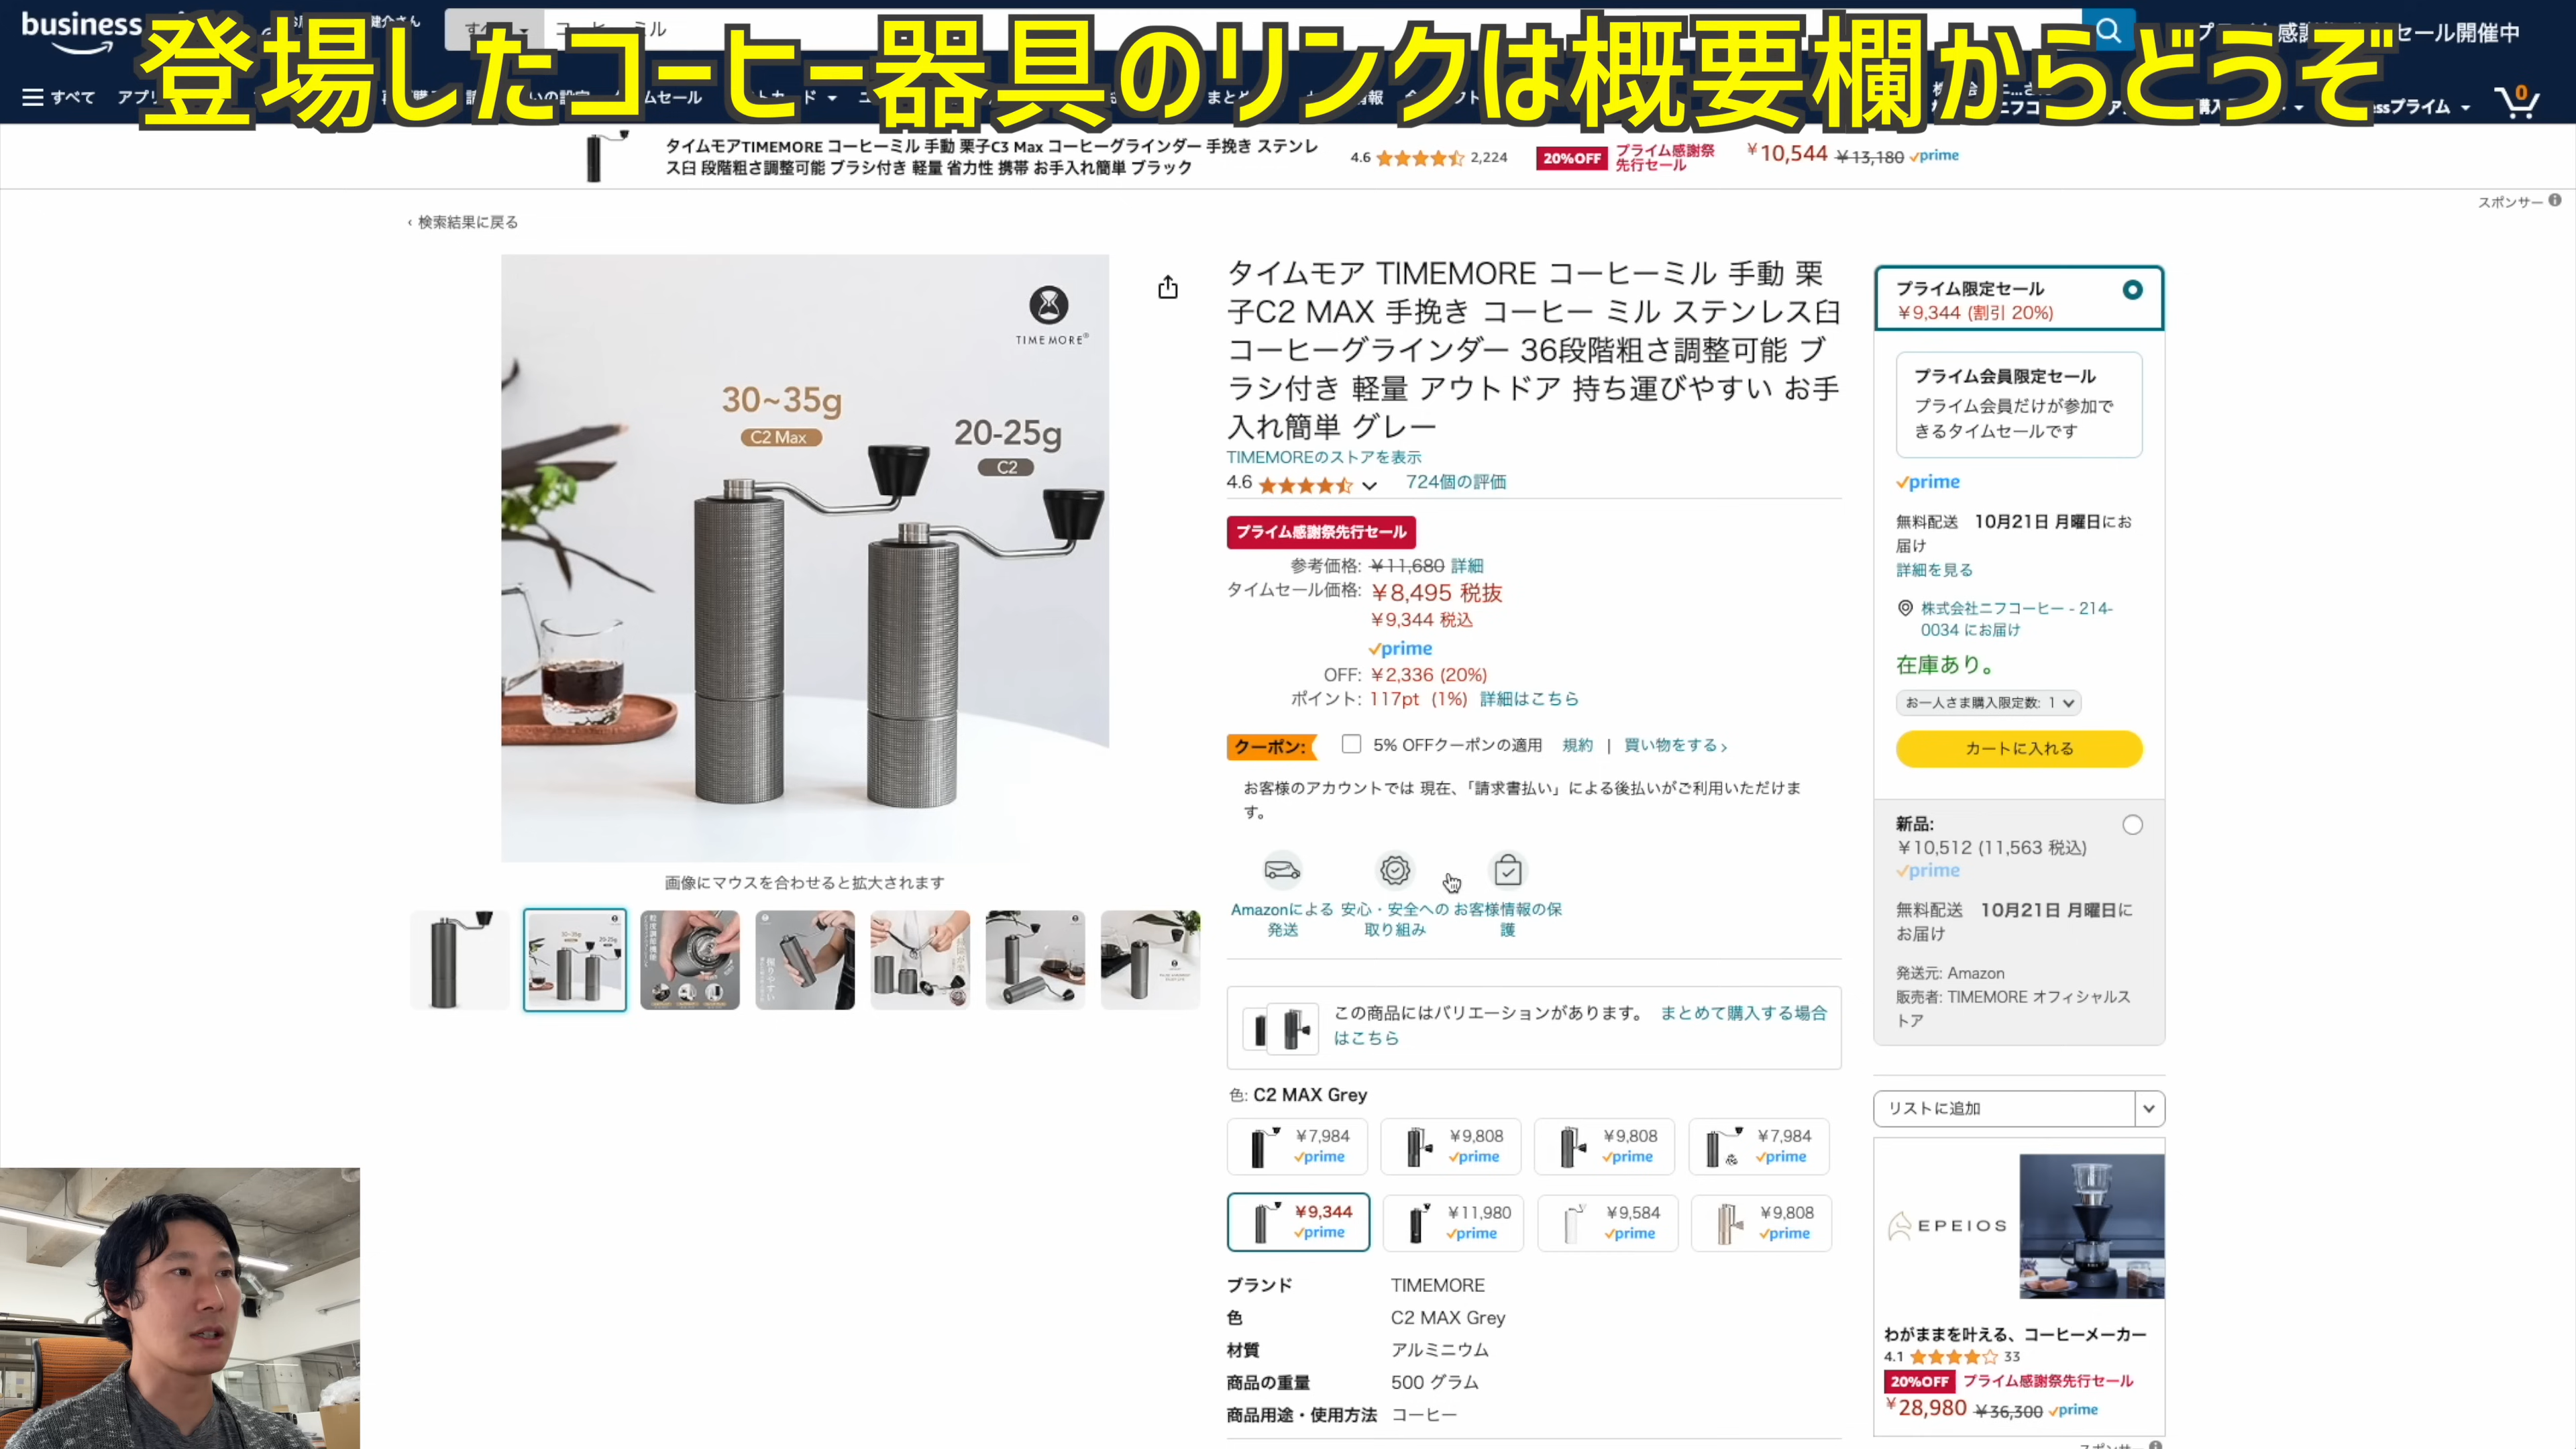 登場したコーヒー器具のリンクは概要欄からどうぞ
business
すべて
コーヒーミル
セール開催中
すべて
0
タイムモアTIMEMORE コーヒーミル 手動 栗子C3 Max コーヒーグラインダー 手挽き ステンレ
ス臼 段階粗さ調整可能 ブラシ付き 軽量 省力性 携帯 お手入れ簡単 ブラック
4.6 2,224
20%OFF プライム感謝祭
先行セール
￥10,544 ￥13,180 prime
スポンサー
‹ 検索結果に戻る
TIMEMORE®
30~35g
C2 Max
20-25g
C2
画像にマウスを合わせると拡大されます
タイムモア TIMEMORE コーヒーミル 手動 栗
子C2 MAX 手挽き コーヒー ミル ステンレス臼
コーヒーグラインダー 36段階粗さ調整可能 ブ
ラシ付き 軽量 アウトドア 持ち運びやすい お手
入れ簡単 グレー
TIMEMOREのストアを表示
4.6 724個の評価
プライム感謝祭先行セール
参考価格: ￥11,680 詳細
タイムセール価格: ￥8,495 税抜
￥9,344 税込
prime
OFF: ￥2,336 (20%)
ポイント: 117pt (1%) 詳細はこちら
クーポン: 5% OFFクーポンの適用 規約 | 買い物をする ›
お客様のアカウントでは 現在、「請求書払い」による後払いがご利用いただけま
す。
Amazonによる
発送
安心・安全への
取り組み
お客様情報の保
護
この商品にはバリエーションがあります。 まとめて購入する場合
はこちら
色: C2 MAX Grey
￥7,984 ￥9,808 ￥9,808 ￥7,984
prime prime prime prime
￥9,344 ￥11,980 ￥9,584 ￥9,808
prime prime prime prime
ブランド TIMEMORE
色 C2 MAX Grey
材質 アルミニウム
商品の重量 500 グラム
商品用途・使用方法 コーヒー
プライム限定セール
￥9,344 (割引 20%)
プライム会員限定セール
プライム会員だけが参加で
きるタイムセールです
prime
無料配送 10月21日 月曜日にお
届け
詳細を見る
株式会社ニフコーヒー - 214-
0034 にお届け
在庫あり。
お一人さま購入限定数: 1
カートに入れる
新品:
￥10,512 (11,563 税込)
prime
無料配送 10月21日 月曜日に
お届け
発送元: Amazon
販売者: TIMEMORE オフィシャルス
トア
リストに追加
EPEIOS
わがままを叶える、コーヒーメーカー
4.1 33
20%OFF プライム感謝祭先行セール
￥28,980 ￥36,300 prime